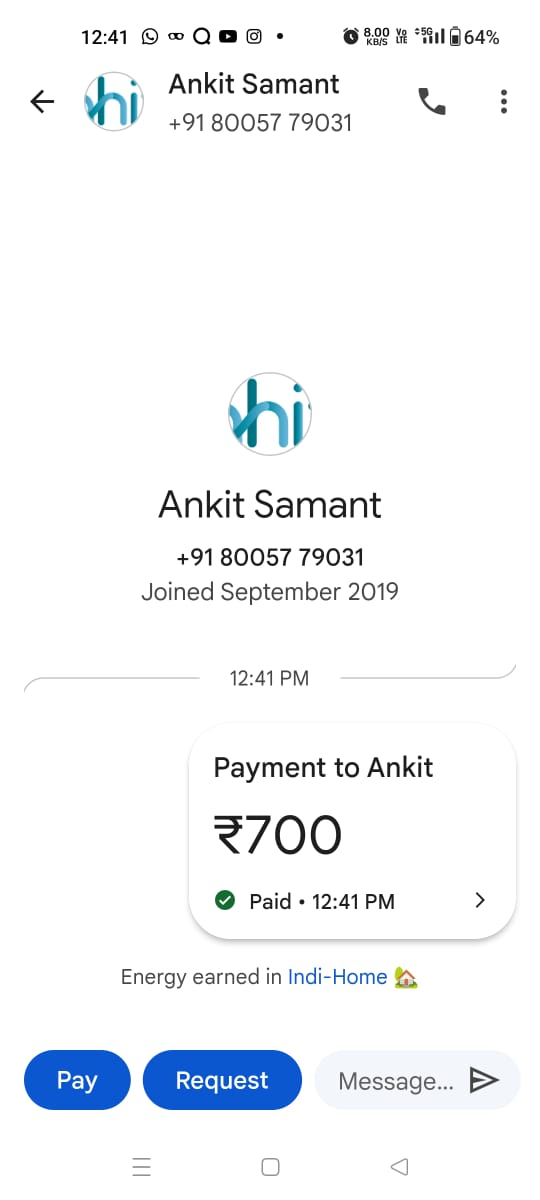 12:41 8.00 KB/S Vo LTE 5G 64%
Ankit Samant
+91 80057 79031
hi
hi
Ankit Samant
+91 80057 79031
Joined September 2019
12:41 PM
Payment to Ankit
₹700
Paid • 12:41 PM
Energy earned in Indi-Home 🏡
Pay Request Message...